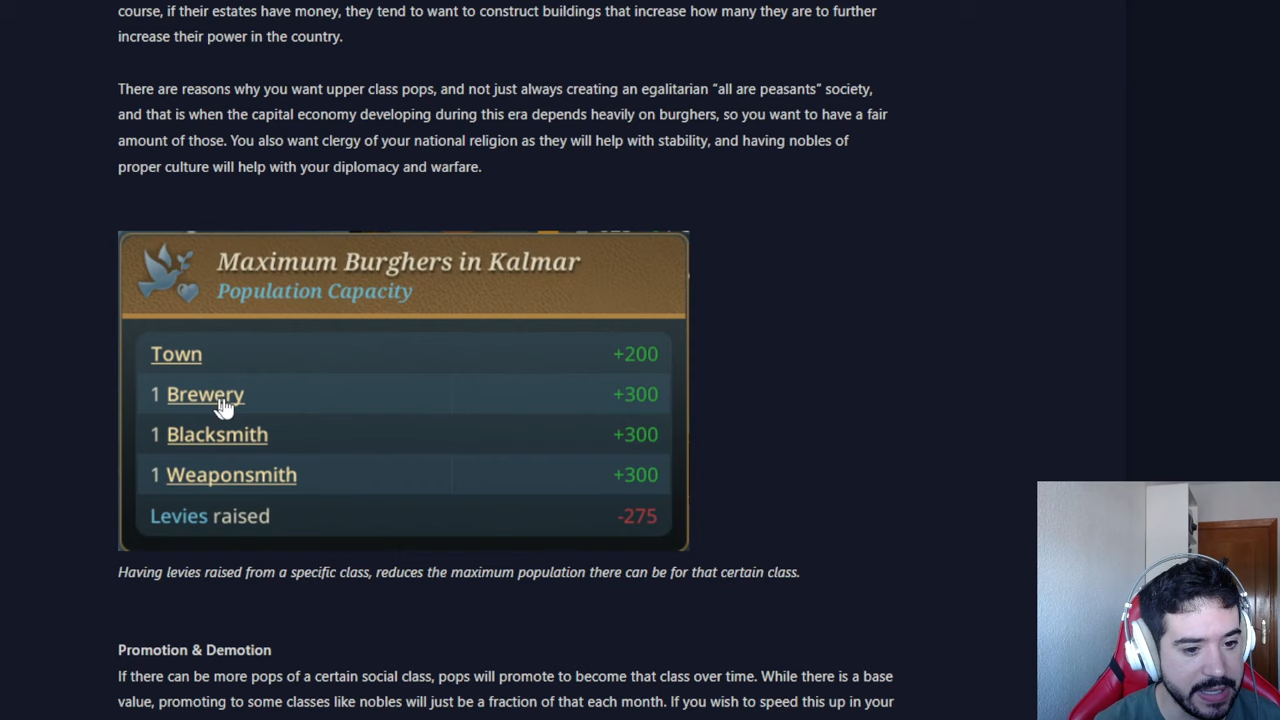 course, if their estates have money, they tend to want to construct buildings that increase how many they are to further
increase their power in the country.
There are reasons why you want upper class pops, and not just always creating an egalitarian “all are peasants” society,
and that is when the capital economy developing during this era depends heavily on burghers, so you want to have a fair
amount of those. You also want clergy of your national religion as they will help with stability, and having nobles of
proper culture will help with your diplomacy and warfare.
Maximum Burghers in Kalmar
Population Capacity
Town +200
1 Brewery +300
1 Blacksmith +300
1 Weaponsmith +300
Levies raised -275
Having levies raised from a specific class, reduces the maximum population there can be for that certain class.
Promotion & Demotion
If there can be more pops of a certain social class, pops will promote to become that class over time. While there is a base
value, promoting to some classes like nobles will just be a fraction of that each month. If you wish to speed this up in your